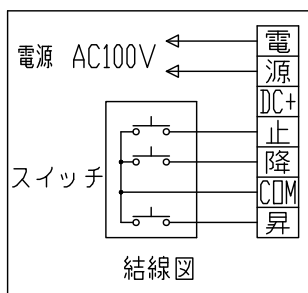 電源 AC100V
電
源
DC+
止
降
COM
昇
スイッチ
結線図